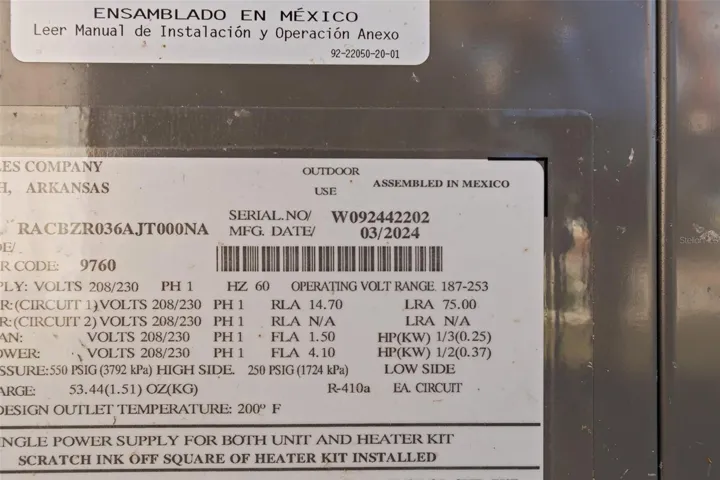 ENSAMBLADO EN MÉXICO
Leer Manual de Instalación y Operación Anexo
92-22050-20-01
LES COMPANY
H, ARKANSAS
OUTDOOR
USE
ASSEMBLED IN MEXICO
RACBZR036AJT000NA
SERIAL.NO/ W092442202
MFG. DATE/ 03/2024
DE/
R CODE: 9760
PLY: VOLTS 208/230 PH 1 HZ 60 OPERATING VOLT RANGE 187-253
R:(CIRCUIT 1) VOLTS 208/230 PH 1 RLA 14.70 LRA 75.00
R:(CIRCUIT 2) VOLTS 208/230 PH 1 RLA N/A LRA N/A
AN: VOLTS 208/230 PH 1 FLA 1.50 HP(KW) 1/3(0.25)
OWER: VOLTS 208/230 PH 1 FLA 4.10 HP(KW) 1/2(0.37)
SSURE:550 PSIG (3792 kPa) HIGH SIDE. 250 PSIG (1724 kPa) LOW SIDE
ARGE: 53.44(1.51) OZ(KG) R-410a EA. CIRCUIT
DESIGN OUTLET TEMPERATURE: 200º F
INGLE POWER SUPPLY FOR BOTH UNIT AND HEATER KIT
SCRATCH INK OFF SQUARE OF HEATER KIT INSTALLED